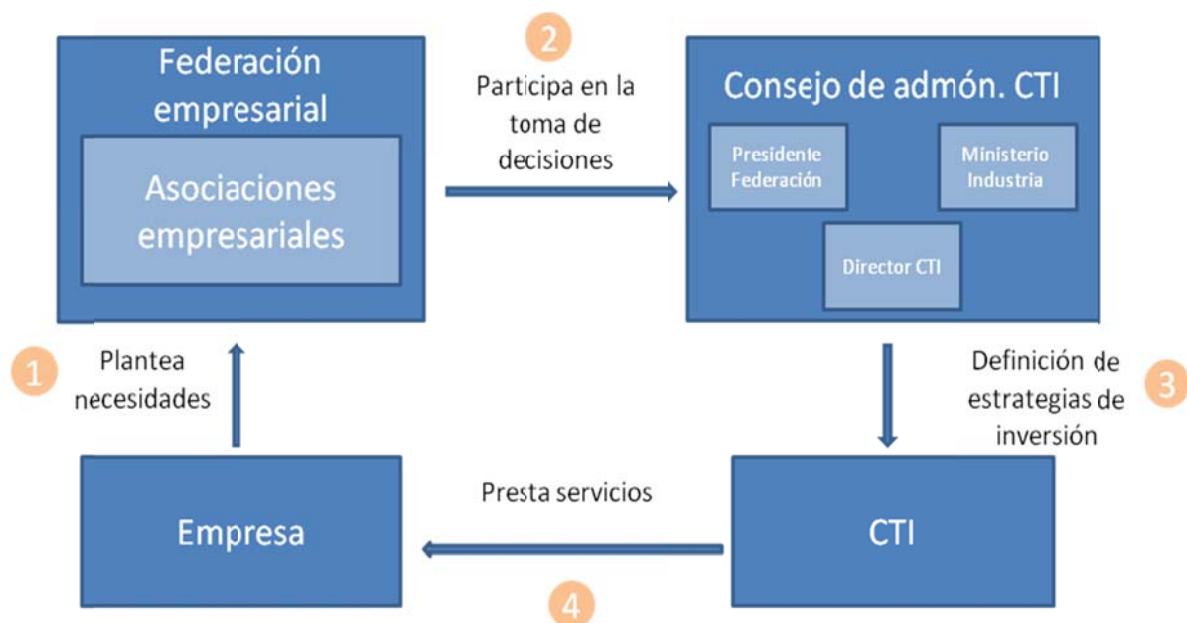 Federación
empresarial
Asociaciones
empresariales
2
Participa en la
toma de
decisiones
Consejo de admón. CTI
Presidente
Federación
Ministerio
Industria
Director CTI
1
Plantea
necesidades
Definición de
estrategias de
inversión
3
Empresa
Presta servicios
4
CTI